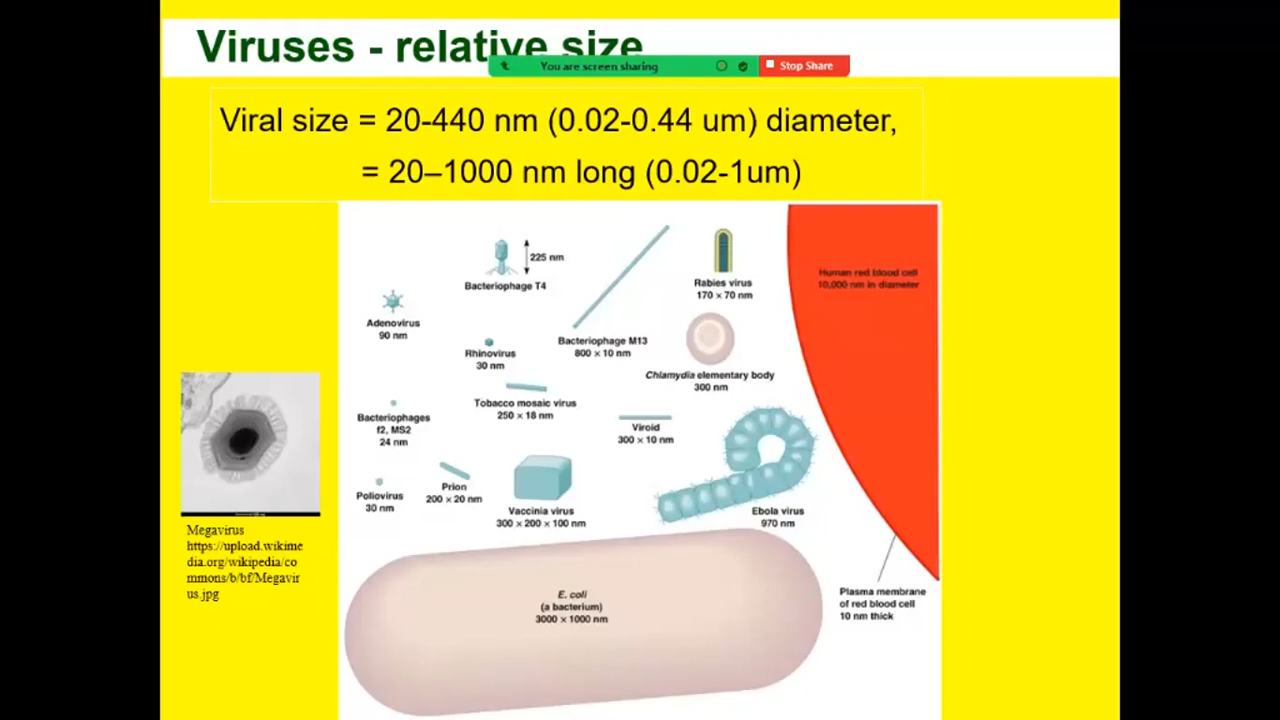 Viruses - relative size
You are screen sharing
Stop Share
Viral size = 20-440 nm (0.02-0.44 um) diameter,
= 20–1000 nm long (0.02-1um)
225 nm
Bacteriophage T4
Rabies virus
170 × 70 nm
Human red blood cell
10,000 nm in diameter
Adenovirus
90 nm
Rhinovirus
30 nm
Bacteriophage M13
800 × 10 nm
Chlamydia elementary body
300 nm
Tobacco mosaic virus
250 × 18 nm
Bacteriophages
f2, MS2
24 nm
Viroid
300 × 10 nm
Poliovirus
30 nm
Prion
200 × 20 nm
Vaccinia virus
300 × 200 × 100 nm
Ebola virus
970 nm
Megavirus
https://upload.wikime
dia.org/wikipedia/co
mmons/b/bf/Megavir
us.jpg
E. coli
(a bacterium)
3000 × 1000 nm
Plasma membrane
of red blood cell
10 nm thick